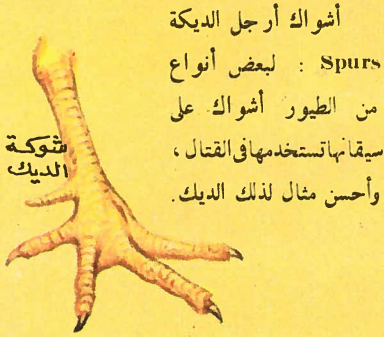 أشواك أرجل الديكة
Spurs : لبعض أنواع
من الطيور أشواك على
سيقانها تستخدمها فى القتال ،
وأحسن مثال لذلك الديك .
شوكة
الديك